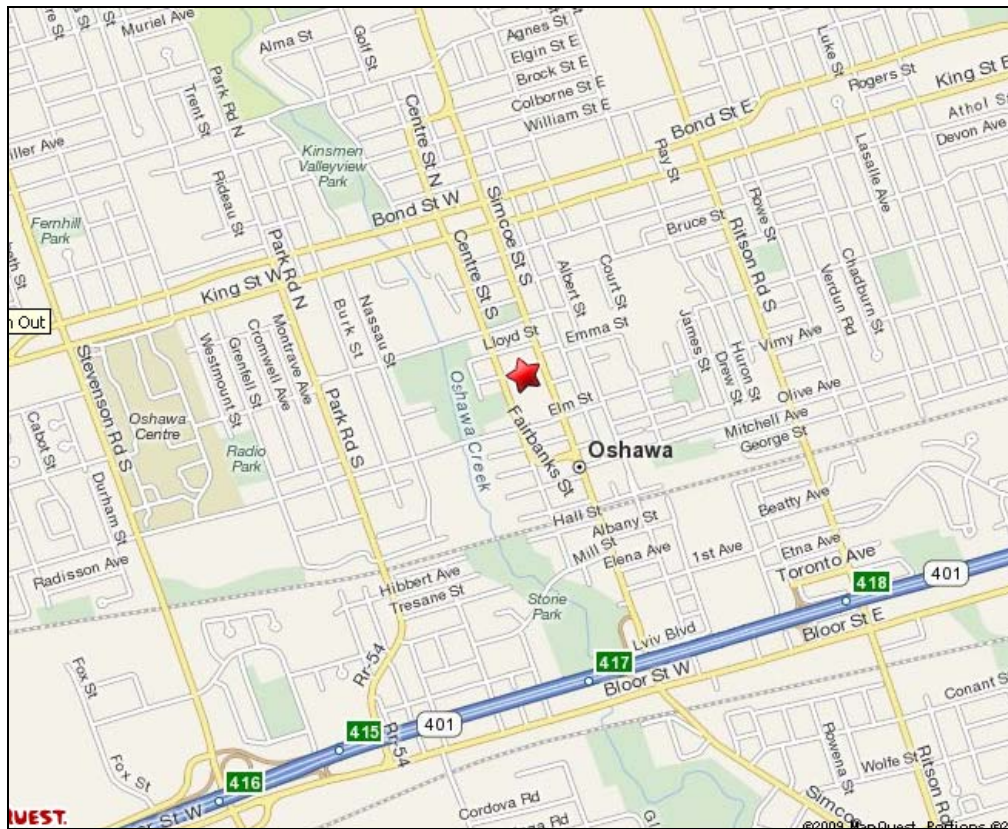 Muriel Ave
Alma St
Golf St
Agnes St
Elgin St E
Brock St E
Colborne St E
William St E
Luke St
Rogers St
King St E
Bond St E
Athol
Devon Ave
Trent St
Park Rd N
Centre St N
Kinsmen
Valleyview
Park
Rideau St
Ray St
Lasalle Ave
Fernhill
Park
Bond St W
Simcoe St S
Rowe St
Bruce St
Ritson Rd S
King St W
Park Rd N
Centre St S
Albert St
Court St
Verdun Rd
Chadburn St
n Out
Burk St
Nassau St
Lloyd St
Emma St
James St
Vimy Ave
Huron St
Drew St
Stevenson Rd S
Westmount St
Grenfell St
Cromwell Ave
Montrave Ave
Oshawa Creek
Elm St
Olive Ave
Mitchell Ave
George St
Cabot St
Oshawa
Centre
Radio
Park
Park Rd S
Fairbanks St
Oshawa
Durham St
Hall St
Albany St
Beatty Ave
Mill St
Elena Ave
1st Ave
Etna Ave
Toronto Ave
Radisson Ave
Hibbert Ave
Tresane St
Stone
Park
418
401
Lviv Blvd
Bloor St E
Rr-54
417
Bloor St W
Fox St
Conant St
415
401
Rr-54
Rowena St
Wolfe St
Fox St
416
Ritson Rd
Cordova Rd
Simcoe
UEST.
St W
©2009 MapQuest, Portions ©2